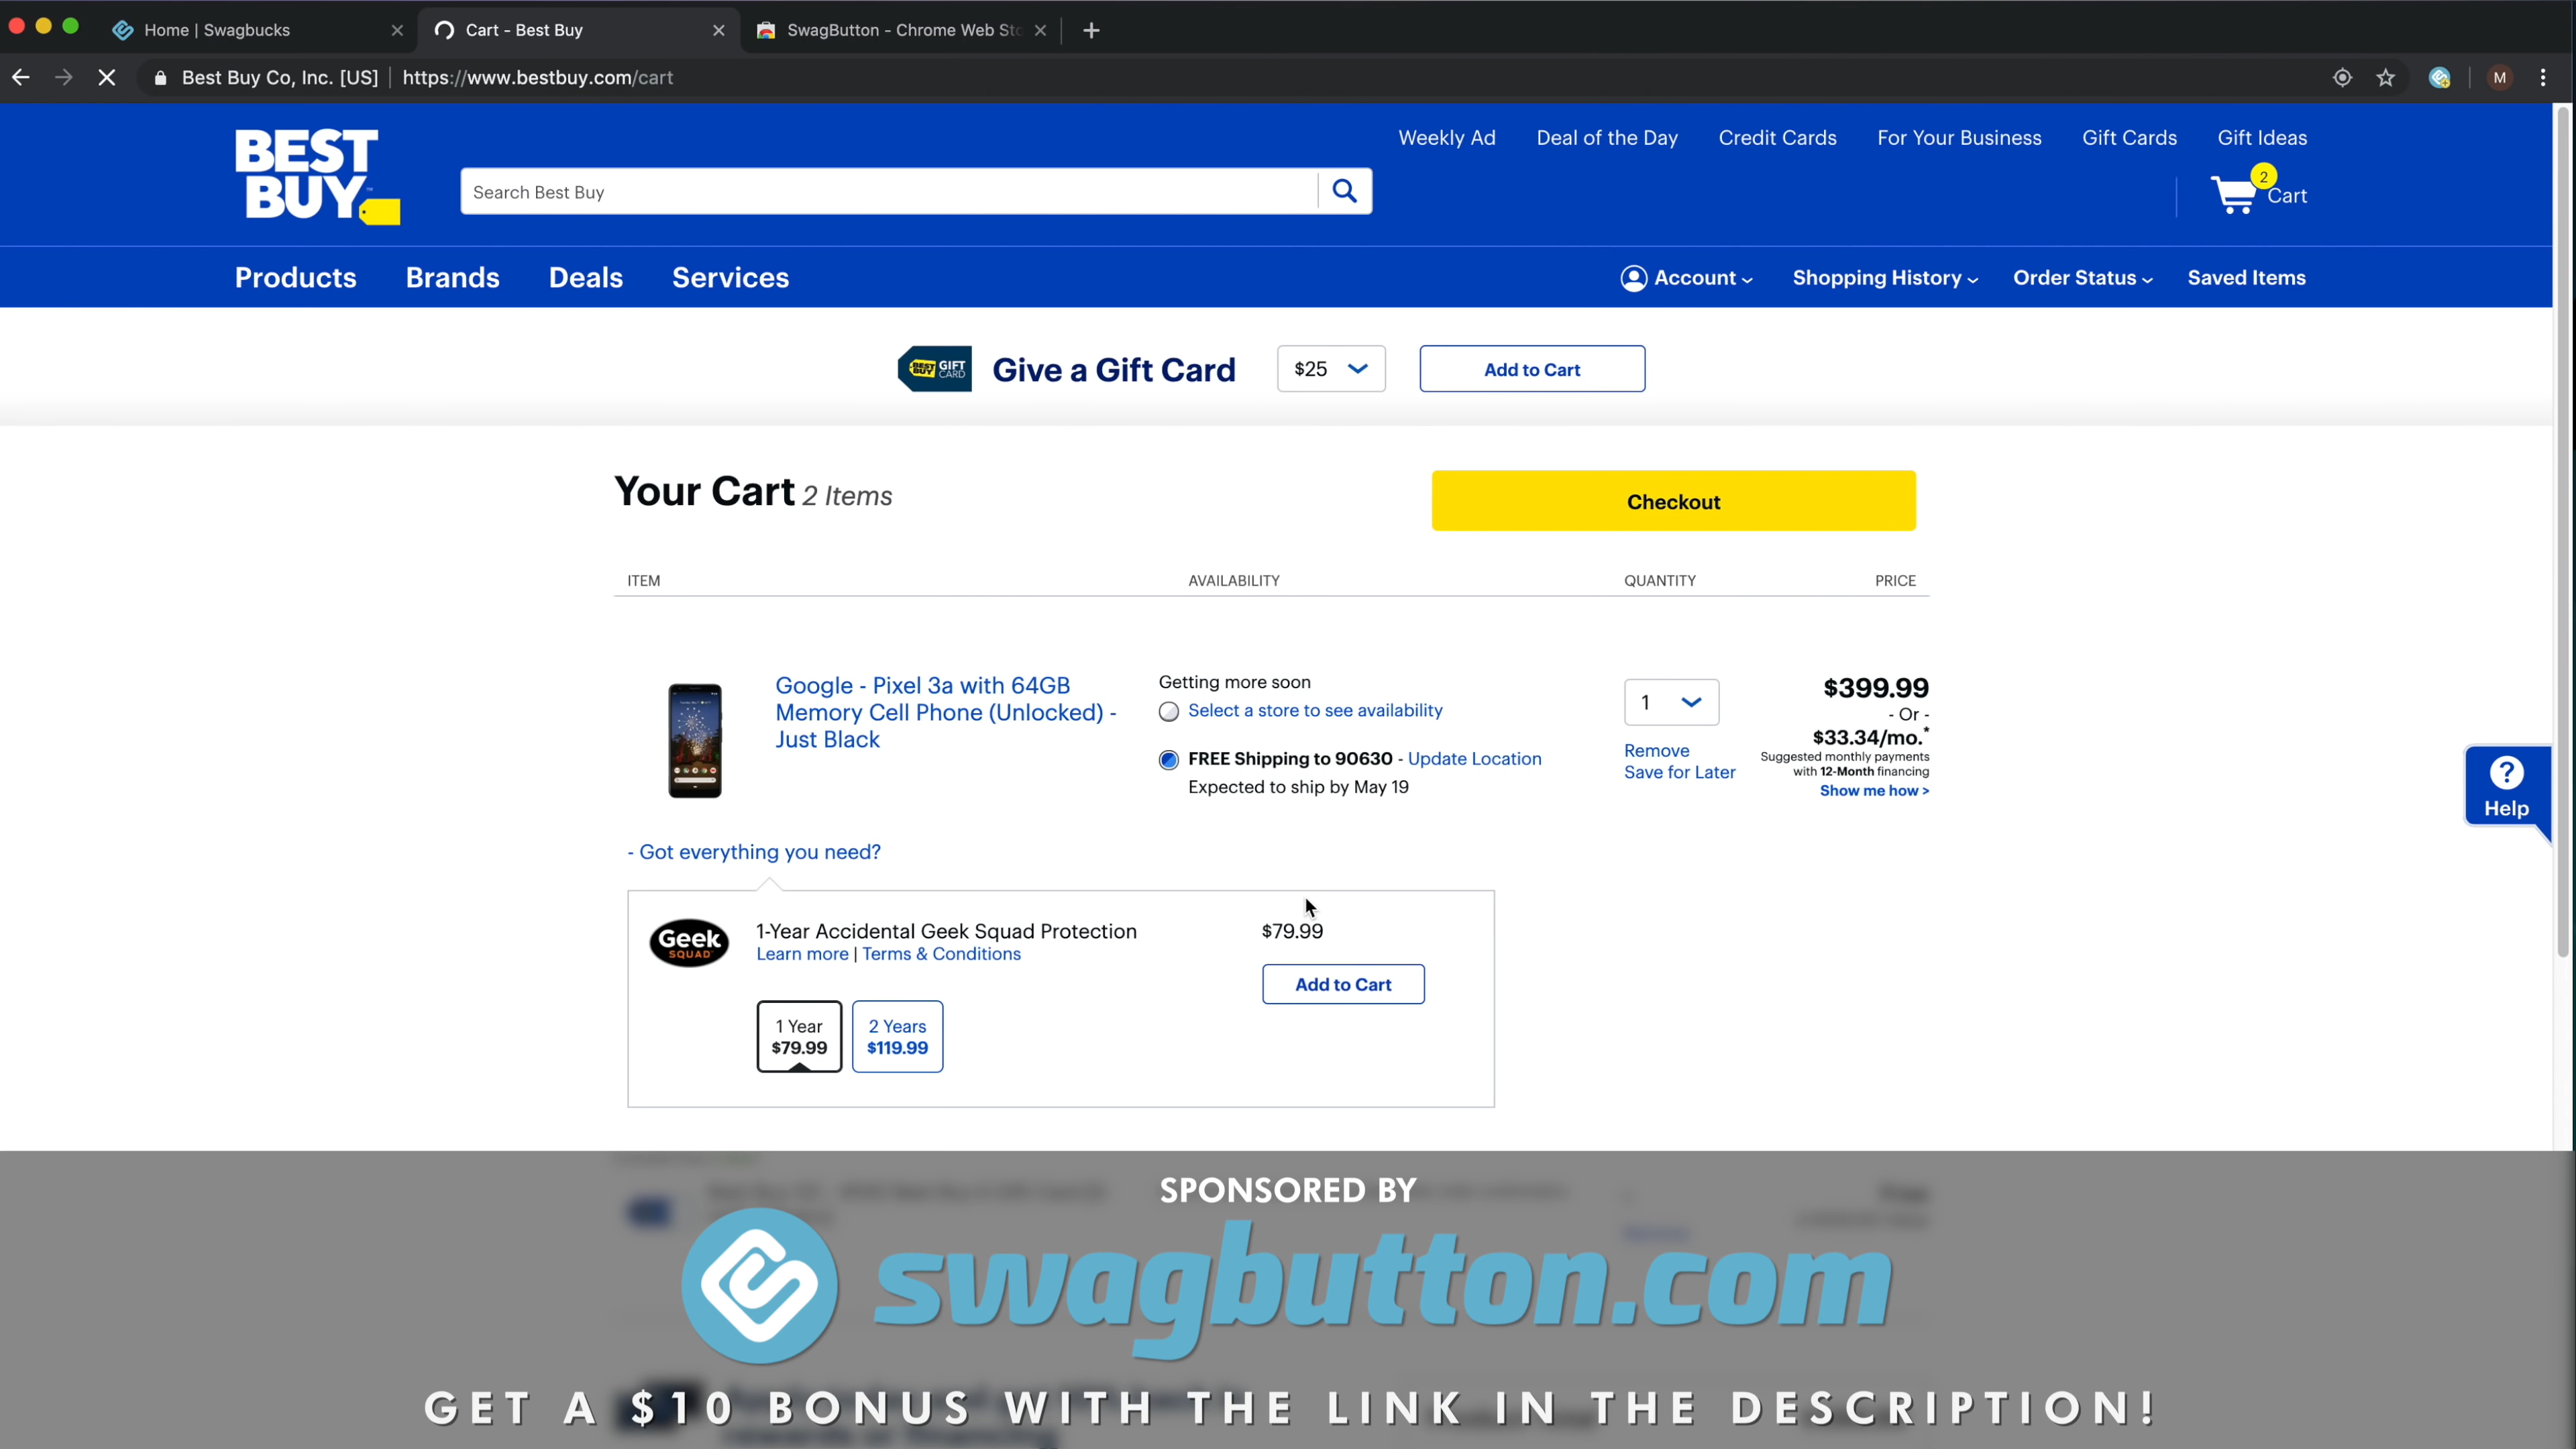 Home | Swagbucks
Cart - Best Buy
SwagButton - Chrome Web Sto
Best Buy Co, Inc. [US] | https://www.bestbuy.com/cart
M
Weekly Ad
Deal of the Day
Credit Cards
For Your Business
Gift Cards
Gift Ideas
BEST
BUY
Search Best Buy
2
Cart
Products
Brands
Deals
Services
Account
Shopping History
Order Status
Saved Items
BEST BUY GIFT CARD
Give a Gift Card
$25
Add to Cart
Your Cart 2 Items
Checkout
ITEM
AVAILABILITY
QUANTITY
PRICE
Google - Pixel 3a with 64GB
Memory Cell Phone (Unlocked) -
Just Black
Getting more soon
Select a store to see availability
FREE Shipping to 90630 - Update Location
Expected to ship by May 19
1
Remove
Save for Later
$399.99
- Or -
$33.34/mo.*
Suggested monthly payments
with 12-Month financing
Show me how >
?
Help
- Got everything you need?
Geek
SQUAD
1-Year Accidental Geek Squad Protection
Learn more | Terms & Conditions
$79.99
Add to Cart
1 Year
$79.99
2 Years
$119.99
SPONSORED BY
swagbutton.com
GET A $10 BONUS WITH THE LINK IN THE DESCRIPTION!